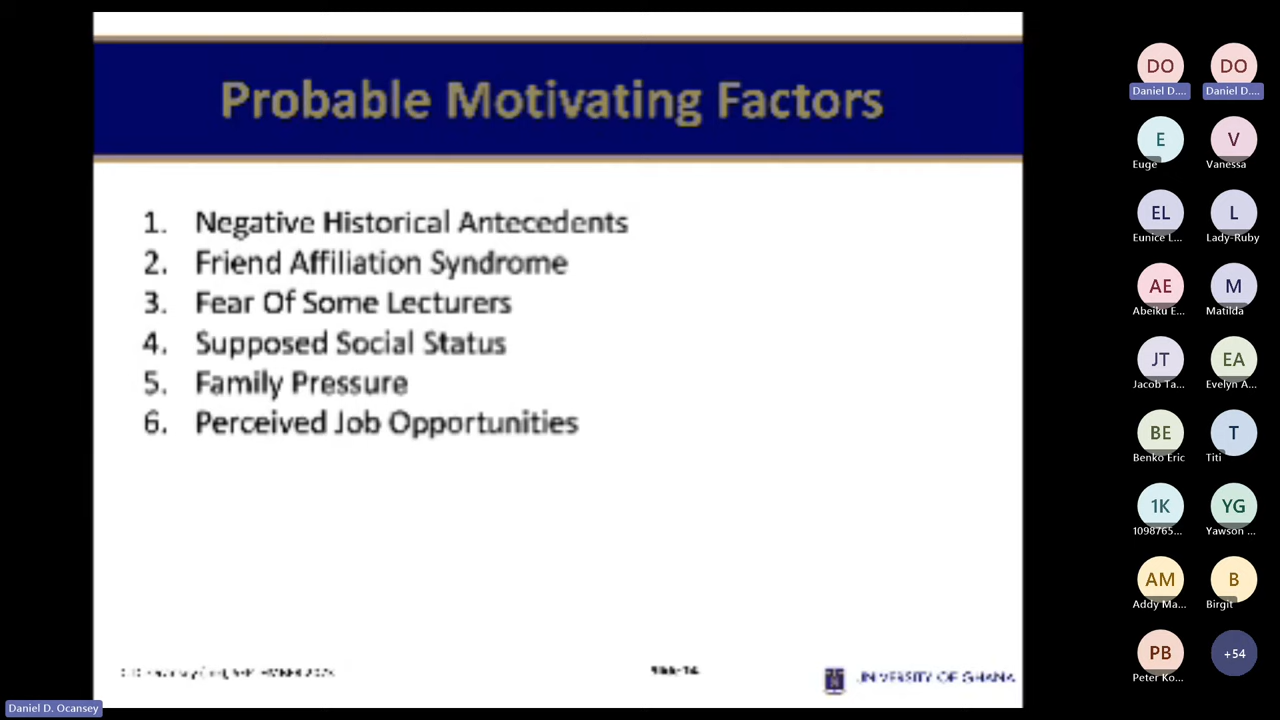 Probable Motivating Factors
1. Negative Historical Antecedents
2. Friend Affiliation Syndrome
3. Fear Of Some Lecturers
4. Supposed Social Status
5. Family Pressure
6. Perceived Job Opportunities
UNIVERSITY OF GHANA
Daniel D. Ocansey
DO
Daniel D....
DO
Daniel D....
E
Euge
V
Vanessa
EL
Eunice L...
L
Lady-Ruby
AE
Abeiku E...
M
Matilda
JT
Jacob Ta...
EA
Evelyn A...
BE
Benko Eric
T
Titi
1K
1098765...
YG
Yawson ...
AM
Addy Ma...
B
Birgit
PB
Peter Ko...
+54